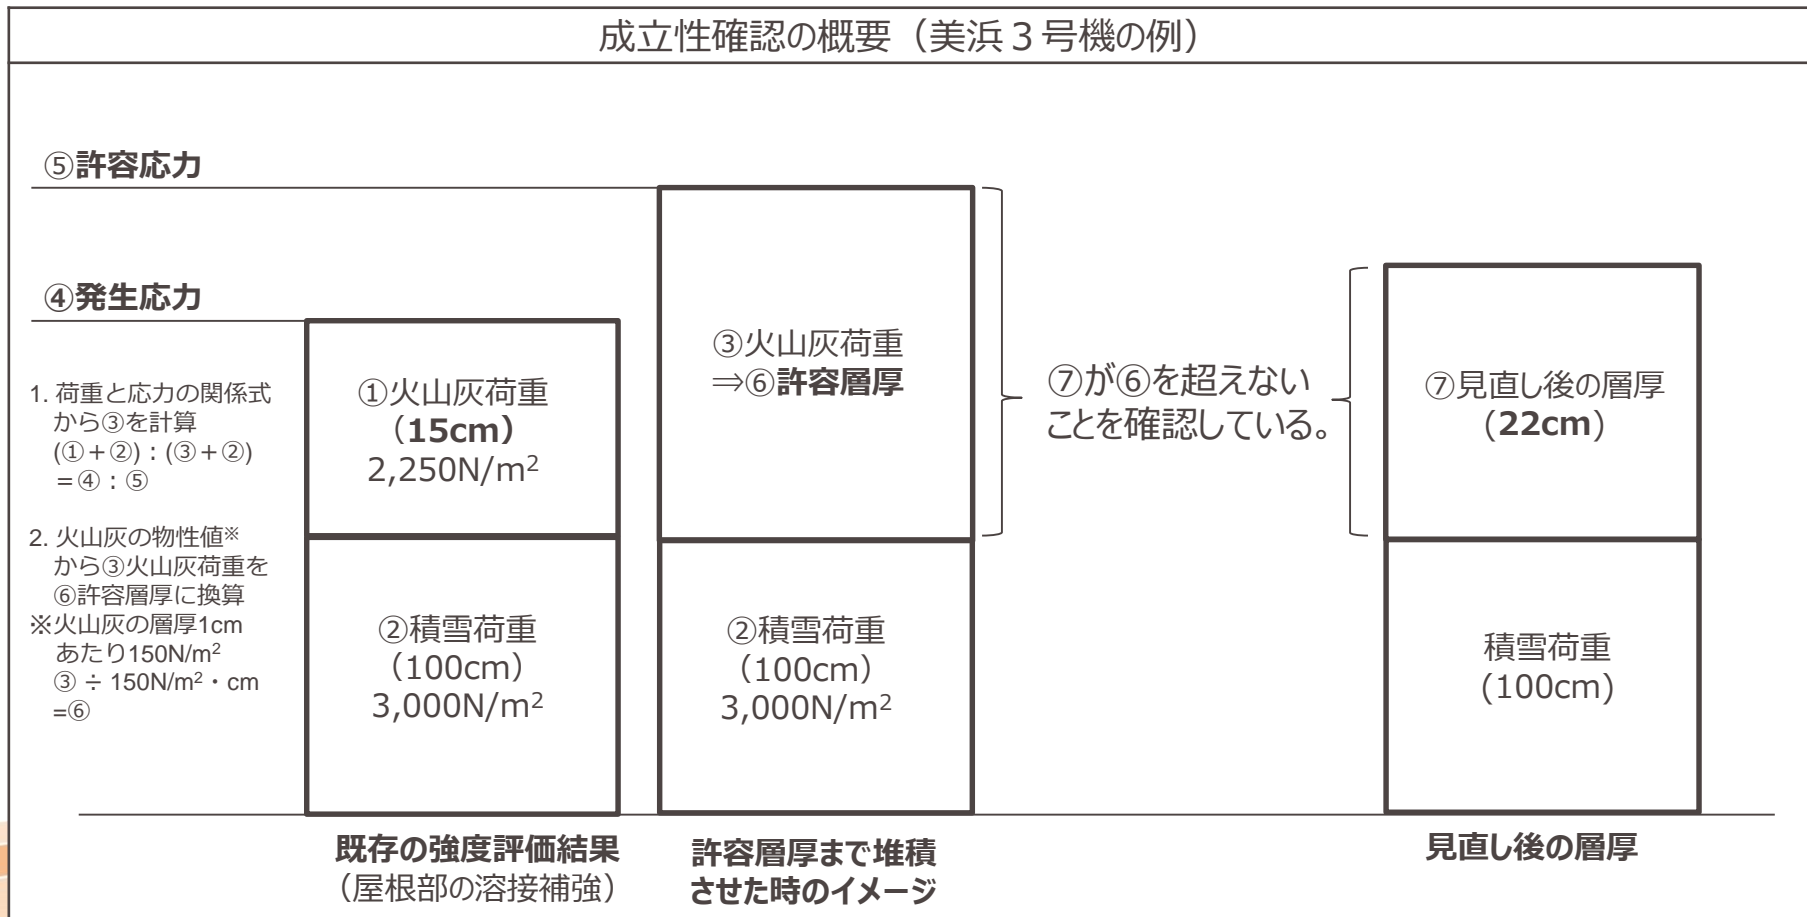 成立性確認の概要（美浜３号機の例）
⑤許容応力
④発生応力
1. 荷重と応力の関係式
から③を計算
(①＋②)：(③＋②)
＝④：⑤
2. 火山灰の物性値※
から③火山灰荷重を
⑥許容層厚に換算
※火山灰の層厚1cm
あたり150N/m²
③ ÷ 150N/m²・cm
=⑥
①火山灰荷重
（15cm）
2,250N/m²
②積雪荷重
（100cm）
3,000N/m²
既存の強度評価結果
（屋根部の溶接補強）
③火山灰荷重
⇒⑥許容層厚
②積雪荷重
（100cm）
3,000N/m²
許容層厚まで堆積
させた時のイメージ
⑦が⑥を超えない
ことを確認している。
⑦見直し後の層厚
(22cm）
積雪荷重
(100cm)
見直し後の層厚